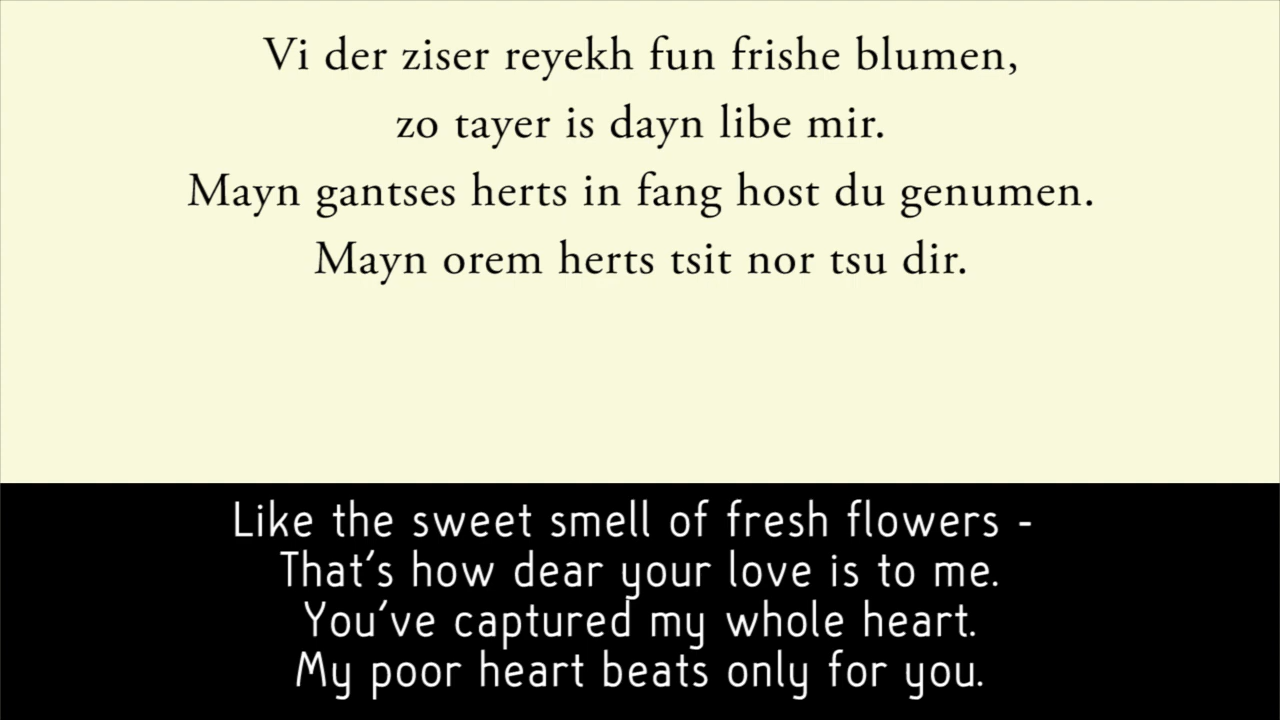 Vi der ziser reyekh fun frishe blumen,
zo tayer is dayn libe mir.
Mayn gantses herts in fang host du genumen.
Mayn orem herts tsit nor tsu dir.
Like the sweet smell of fresh flowers -
That's how dear your love is to me.
You've captured my whole heart.
My poor heart beats only for you.